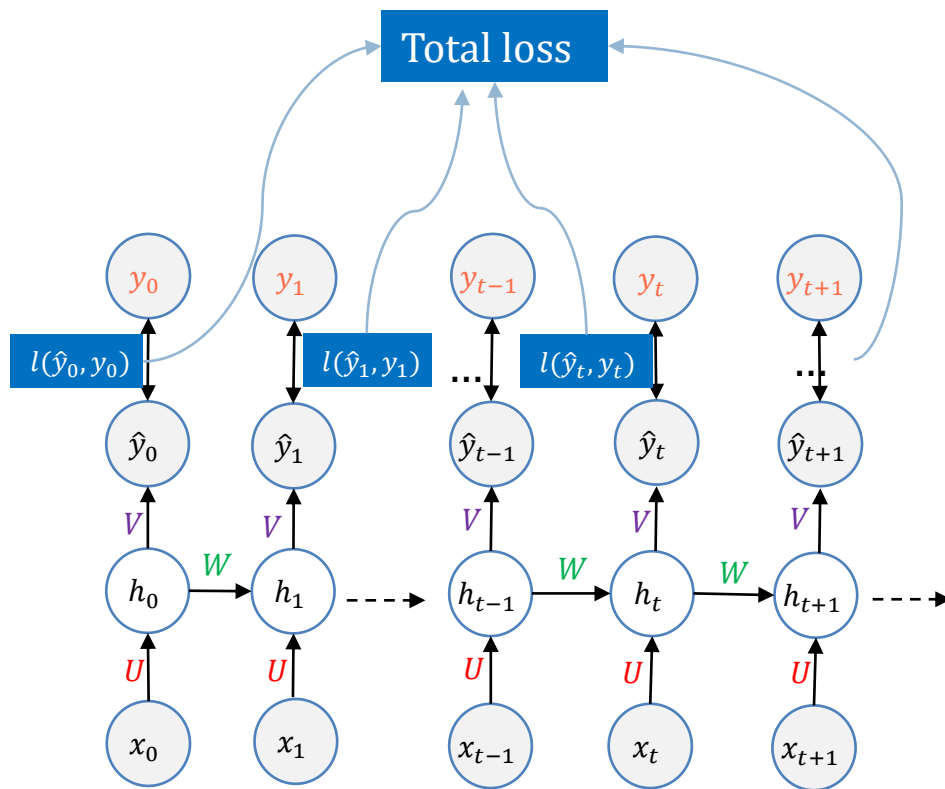 Total loss
y₀ y₁ yₜ₋₁ yₜ yₜ₊₁
l(ŷ₀, y₀) l(ŷ₁, y₁) ... l(ŷₜ, yₜ) ...
ŷ₀ ŷ₁ ŷₜ₋₁ ŷₜ ŷₜ₊₁
V V V V V
W W W
h₀ h₁ hₜ₋₁ hₜ hₜ₊₁
U U U U U
x₀ x₁ xₜ₋₁ xₜ xₜ₊₁